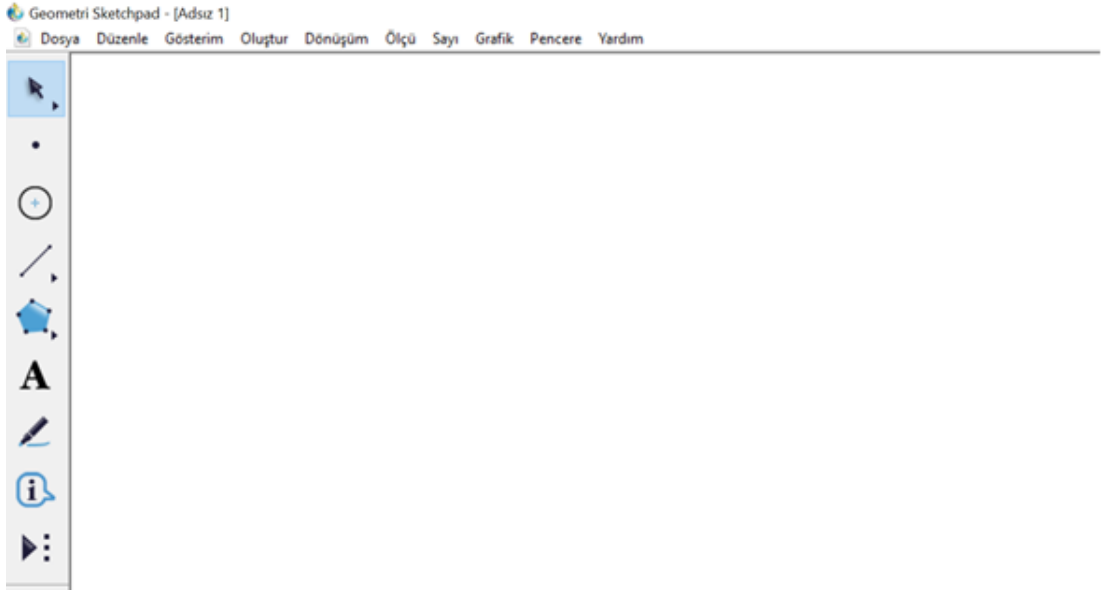 Geometri Sketchpad - [Adsız 1]
Dosya Düzenle Gösterim Oluştur Dönüşüm Ölçü Sayı Grafik Pencere Yardım
A
i